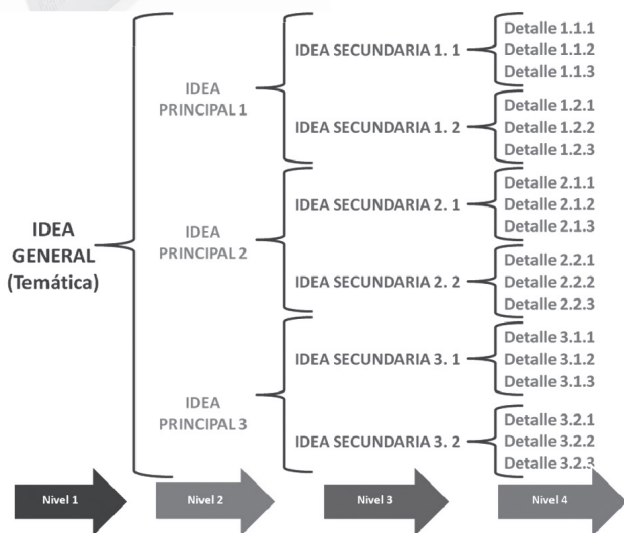 IDEA
GENERAL
(Temática)
IDEA
PRINCIPAL 1
IDEA SECUNDARIA 1. 1
Detalle 1.1.1
Detalle 1.1.2
Detalle 1.1.3
IDEA SECUNDARIA 1. 2
Detalle 1.2.1
Detalle 1.2.2
Detalle 1.2.3
IDEA
PRINCIPAL 2
IDEA SECUNDARIA 2. 1
Detalle 2.1.1
Detalle 2.1.2
Detalle 2.1.3
IDEA SECUNDARIA 2. 2
Detalle 2.2.1
Detalle 2.2.2
Detalle 2.2.3
IDEA
PRINCIPAL 3
IDEA SECUNDARIA 3. 1
Detalle 3.1.1
Detalle 3.1.2
Detalle 3.1.3
IDEA SECUNDARIA 3. 2
Detalle 3.2.1
Detalle 3.2.2
Detalle 3.2.3
Nivel 1
Nivel 2
Nivel 3
Nivel 4